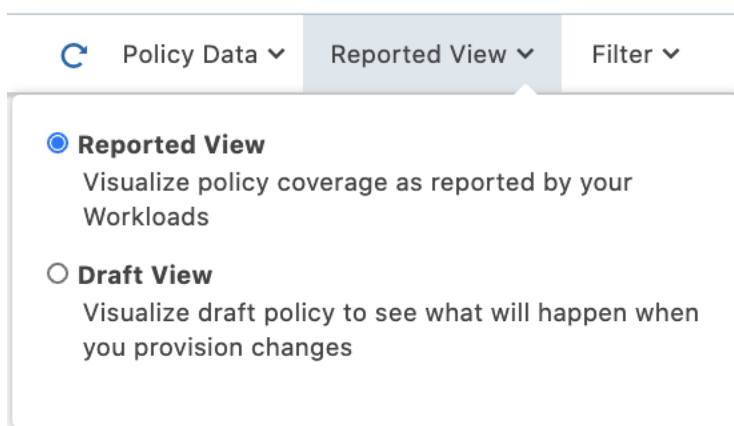 Policy Data Reported View Filter
Reported View
Visualize policy coverage as reported by your
Workloads
Draft View
Visualize draft policy to see what will happen when
you provision changes